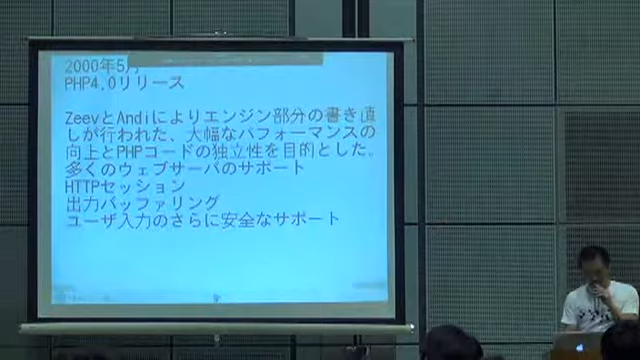 2000年5月
PHP4.0リリース
ZeevとAndiによりエンジン部分の書き直
しが行われた、大幅なパフォーマンスの
向上とPHPコードの独立性を目的とした。
多くのウェブサーバのサポート
HTTPセッション
出力バッファリング
ユーザ入力のさらに安全なサポート